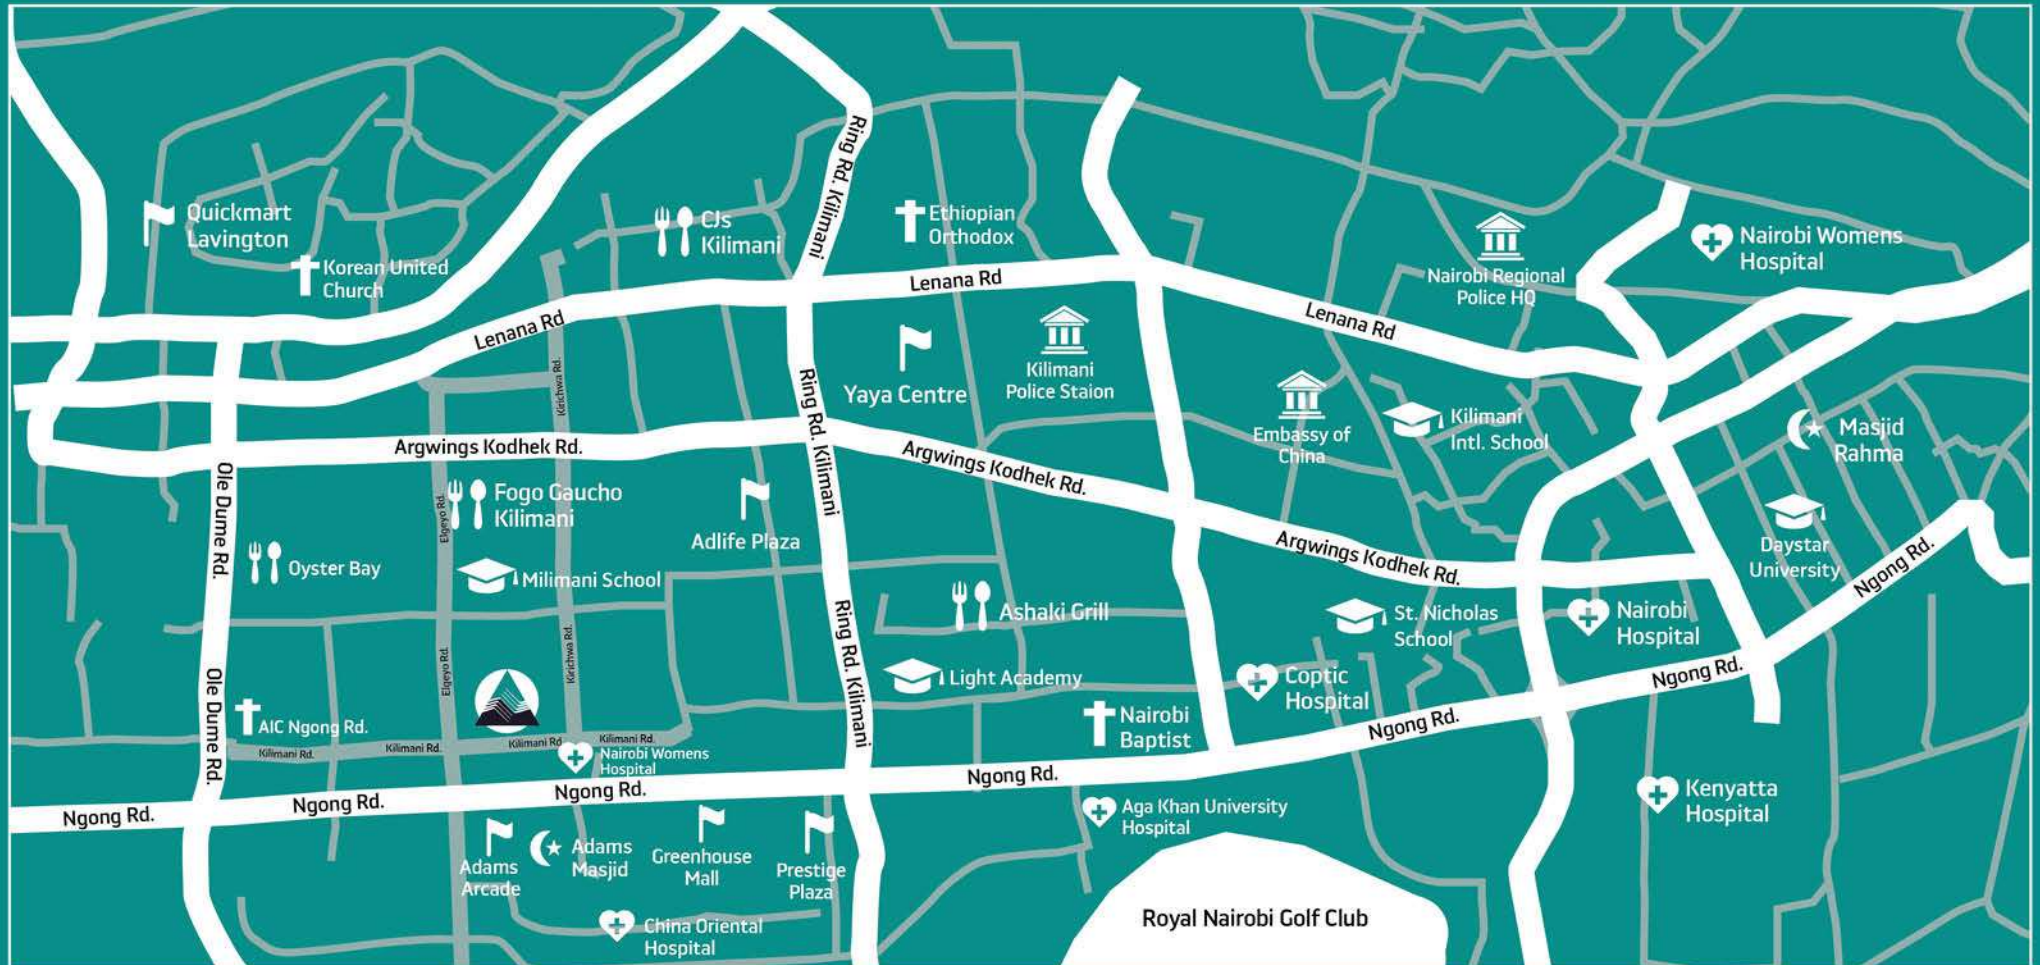 Ring Rd. Kilimani
Quickmart
Lavington
Korean United
Church
CJs
Kilimani
Ethiopian
Orthodox
Nairobi Regional
Police HQ
Nairobi Womens
Hospital
Lenana Rd
Lenana Rd
Lenana Rd
Kirichwa Rd.
Yaya Centre
Kilimani
Police Staion
Embassy of
China
Kilimani
Intl. School
Masjid
Rahma
Ring Rd. Kilimani
Argwings Kodhek Rd.
Argwings Kodhek Rd.
Argwings Kodhek Rd.
Ole Dume Rd.
Elgeyo Rd.
Fogo Gaucho
Kilimani
Adlife Plaza
Oyster Bay
Milimani School
Daystar
University
Ngong Rd.
Ashaki Grill
St. Nicholas
School
Nairobi
Hospital
Ring Rd. Kilimani
Kirichwa Rd.
Elgeyo Rd.
Ole Dume Rd.
Light Academy
Coptic
Hospital
Ngong Rd.
AIC Ngong Rd.
Nairobi
Baptist
Ngong Rd.
Kilimani Rd.
Kilimani Rd.
Kilimani Rd.
Kilimani Rd.
Nairobi Womens
Hospital
Ngong Rd.
Ngong Rd.
Ngong Rd.
Ngong Rd.
Kenyatta
Hospital
Aga Khan University
Hospital
Adams
Arcade
Adams
Masjid
Greenhouse
Mall
Prestige
Plaza
China Oriental
Hospital
Royal Nairobi Golf Club